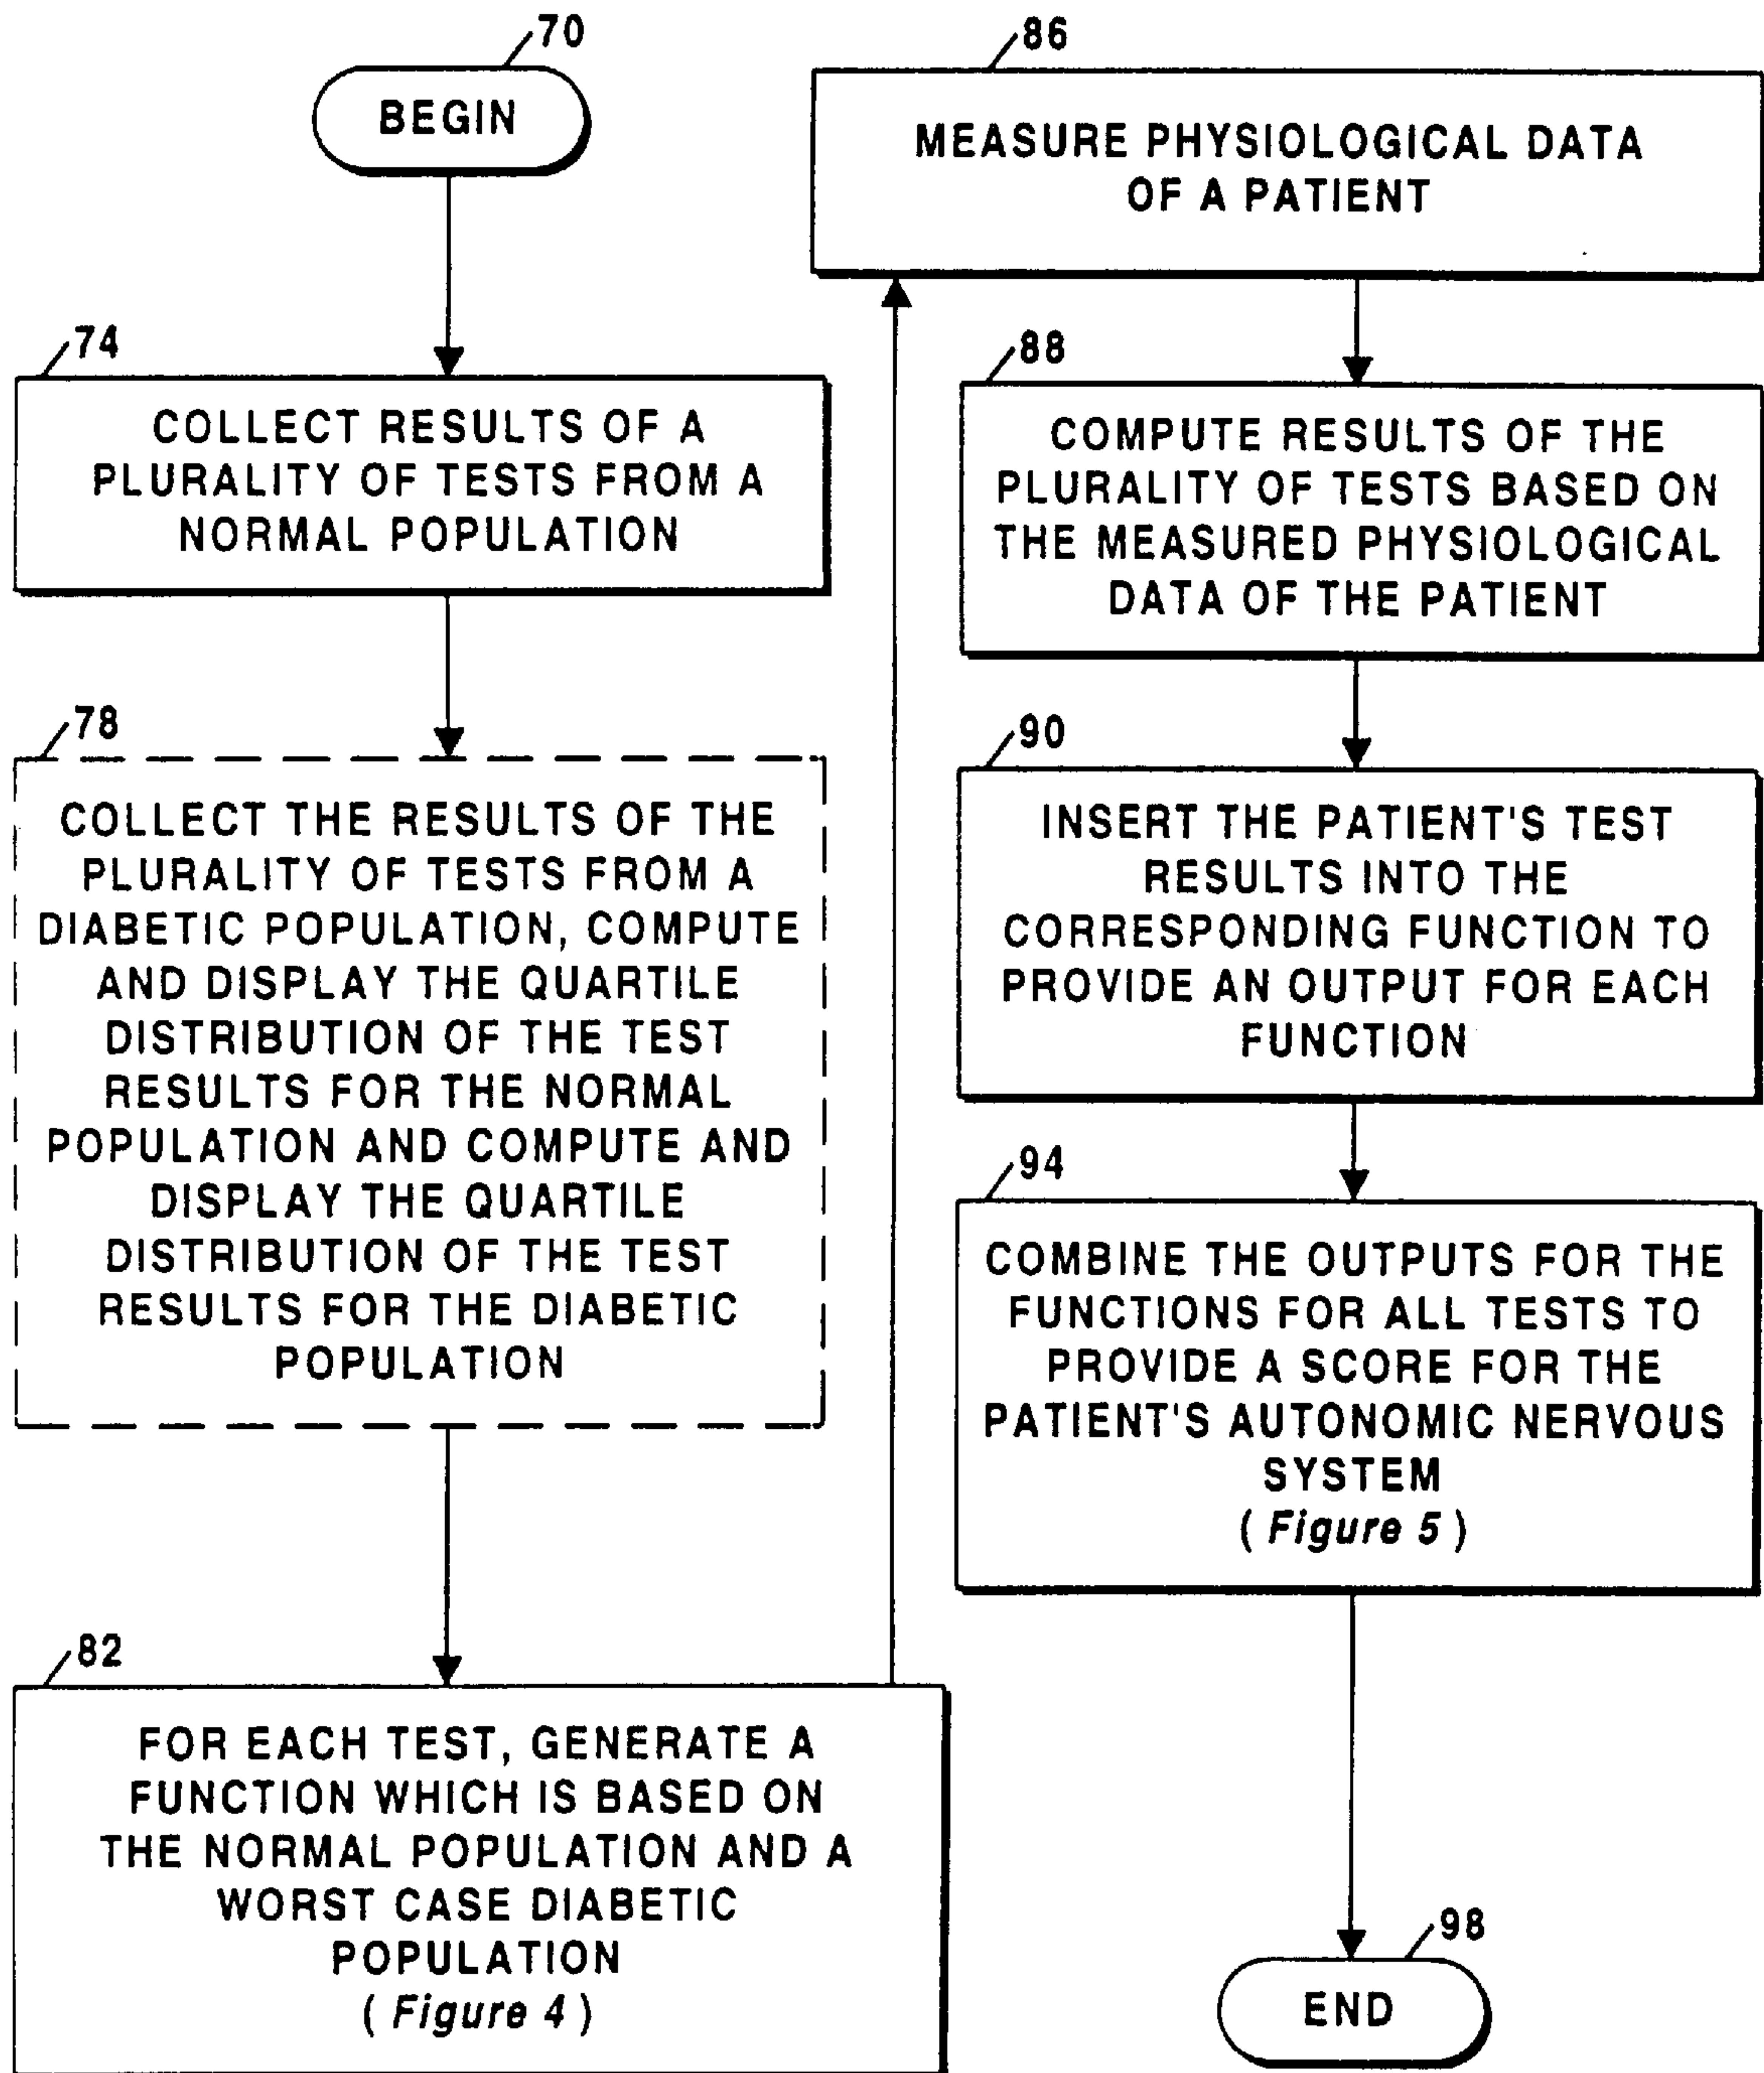 70
BEGIN
74
COLLECT RESULTS OF A
PLURALITY OF TESTS FROM A
NORMAL POPULATION
78
COLLECT THE RESULTS OF THE
PLURALITY OF TESTS FROM A
DIABETIC POPULATION, COMPUTE
AND DISPLAY THE QUARTILE
DISTRIBUTION OF THE TEST
RESULTS FOR THE NORMAL
POPULATION AND COMPUTE AND
DISPLAY THE QUARTILE
DISTRIBUTION OF THE TEST
RESULTS FOR THE DIABETIC
POPULATION
82
FOR EACH TEST, GENERATE A
FUNCTION WHICH IS BASED ON
THE NORMAL POPULATION AND A
WORST CASE DIABETIC
POPULATION
( Figure 4 )
86
MEASURE PHYSIOLOGICAL DATA
OF A PATIENT
88
COMPUTE RESULTS OF THE
PLURALITY OF TESTS BASED ON
THE MEASURED PHYSIOLOGICAL
DATA OF THE PATIENT
90
INSERT THE PATIENT'S TEST
RESULTS INTO THE
CORRESPONDING FUNCTION TO
PROVIDE AN OUTPUT FOR EACH
FUNCTION
94
COMBINE THE OUTPUTS FOR THE
FUNCTIONS FOR ALL TESTS TO
PROVIDE A SCORE FOR THE
PATIENT'S AUTONOMIC NERVOUS
SYSTEM
( Figure 5 )
98
END